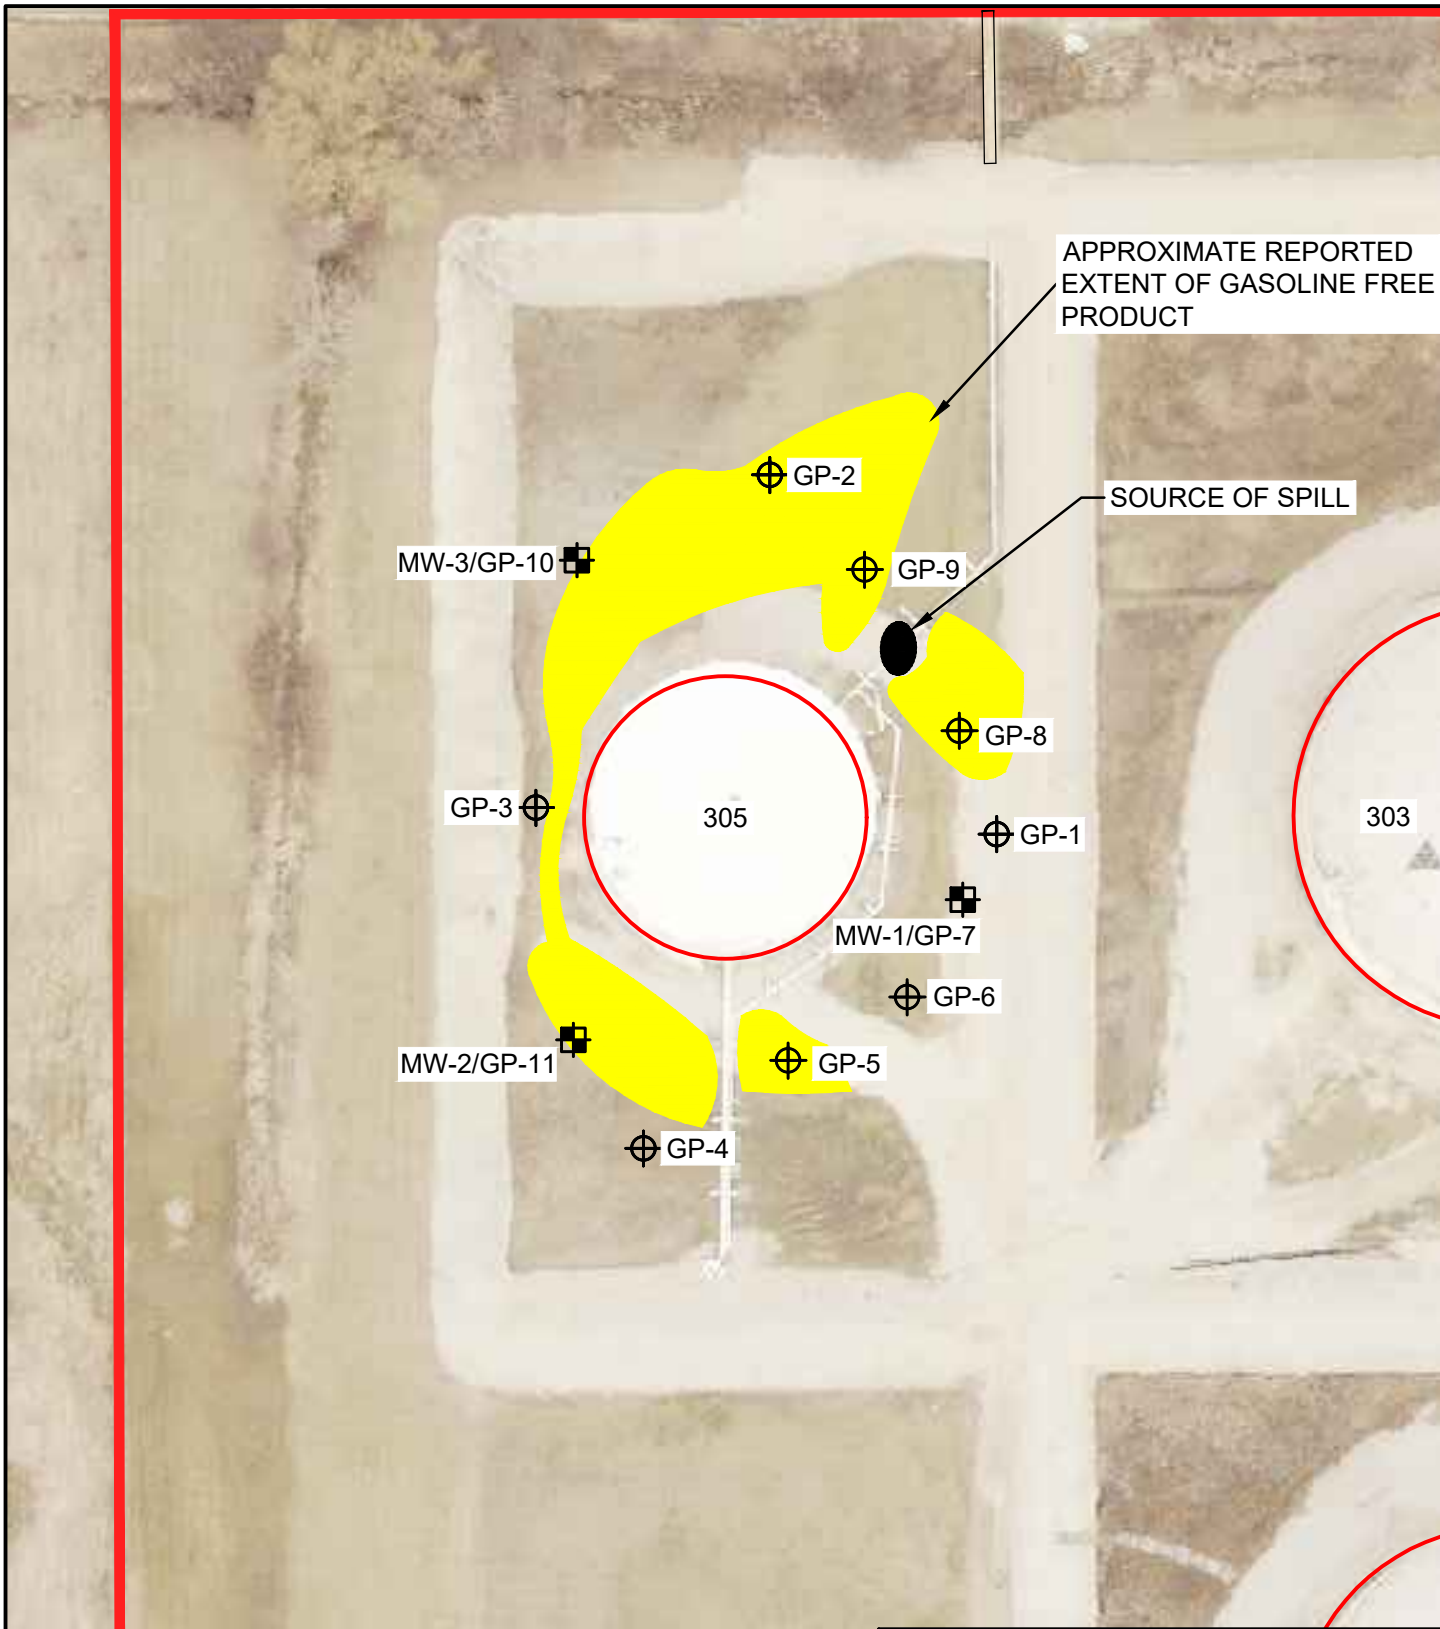 APPROXIMATE REPORTED
EXTENT OF GASOLINE FREE
PRODUCT
GP-2
SOURCE OF SPILL
MW-3/GP-10
GP-9
GP-8
GP-3
305
303
GP-1
MW-1/GP-7
GP-6
MW-2/GP-11
GP-5
GP-4